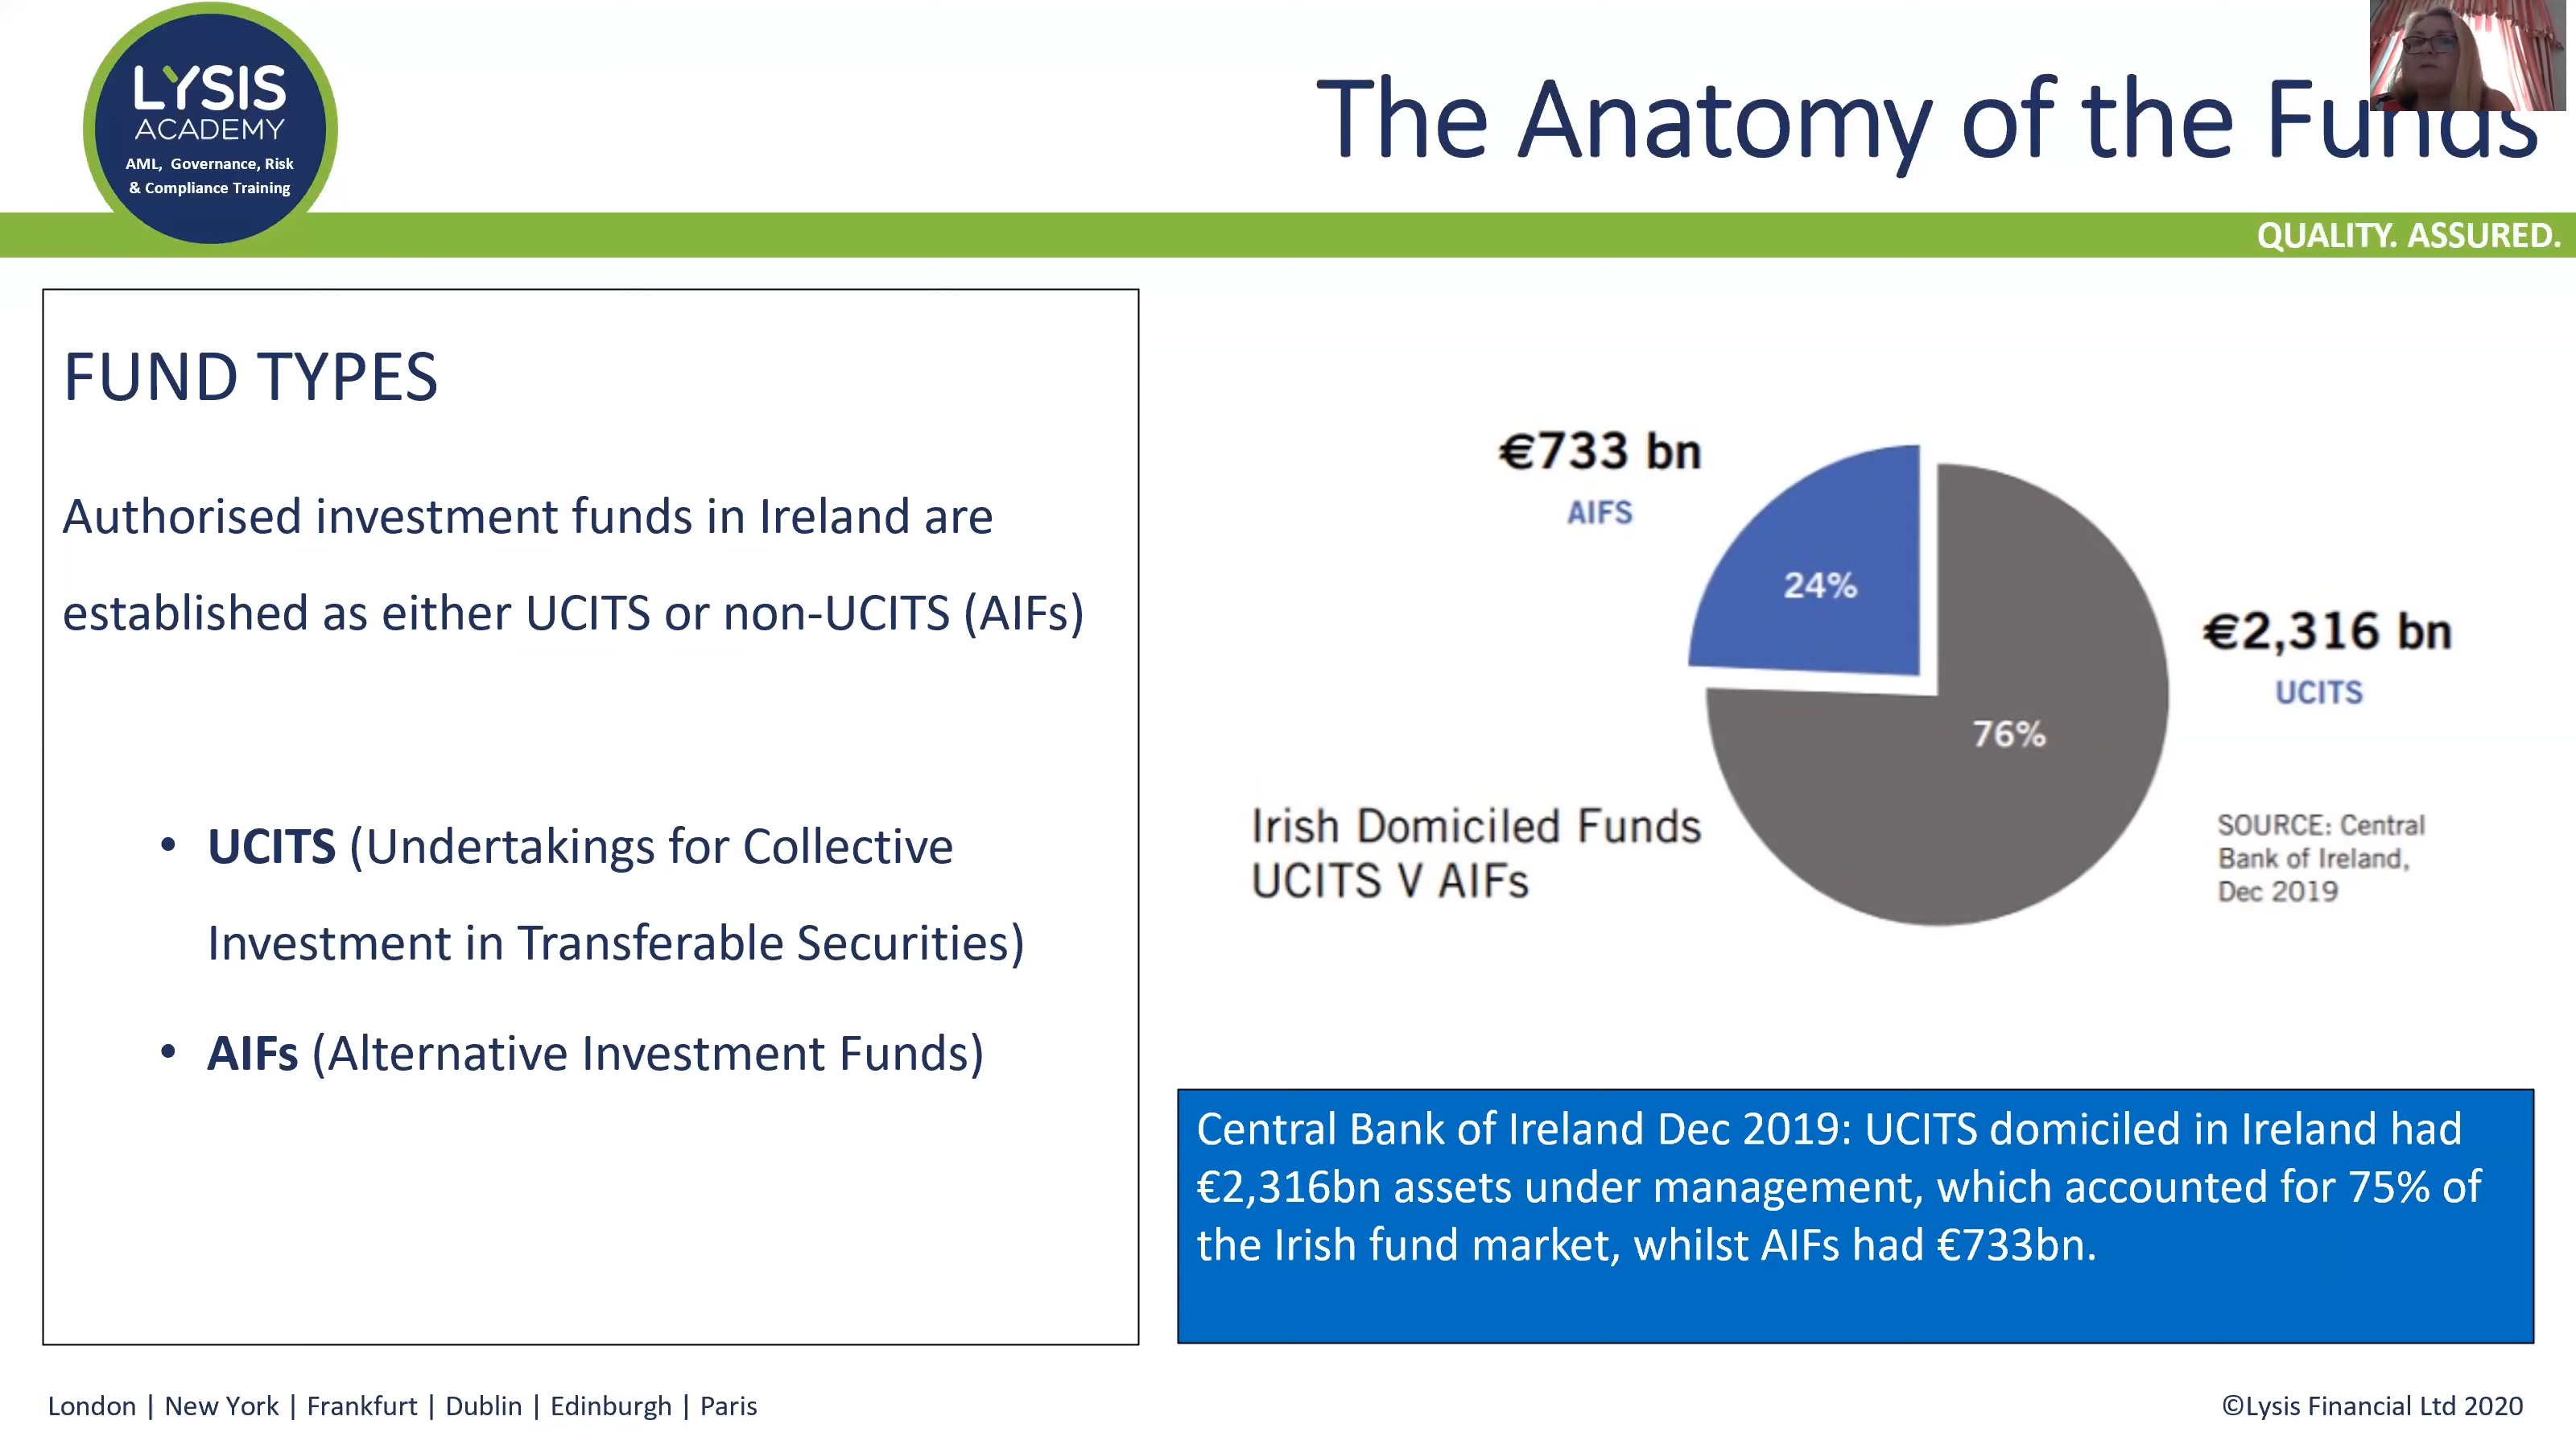 LYSIS
ACADEMY
AML, Governance, Risk
& Compliance Training
The Anatomy of the Funds
QUALITY. ASSURED.
FUND TYPES
Authorised investment funds in Ireland are
established as either UCITS or non-UCITS (AIFs)
• UCITS (Undertakings for Collective
Investment in Transferable Securities)
• AIFs (Alternative Investment Funds)
€733 bn
AIFS
24%
€2,316 bn
UCITS
76%
Irish Domiciled Funds
UCITS V AIFs
SOURCE: Central
Bank of Ireland,
Dec 2019
Central Bank of Ireland Dec 2019: UCITS domiciled in Ireland had
€2,316bn assets under management, which accounted for 75% of
the Irish fund market, whilst AIFs had €733bn.
London | New York | Frankfurt | Dublin | Edinburgh | Paris
©Lysis Financial Ltd 2020